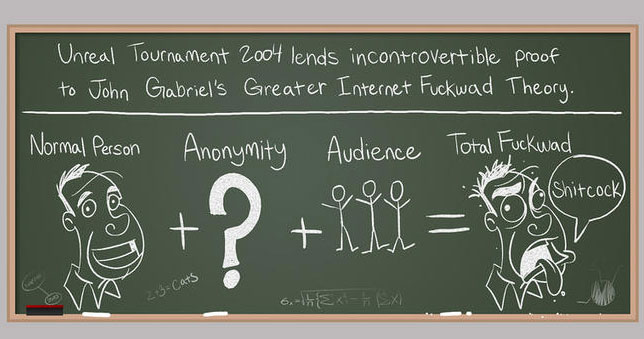 Unreal Tournament 2004 lends incontrovertible proof
to John Gabriel's Greater Internet Fuckwad Theory.
Normal Person
Anonymity
Audience
Total Fuckwad
+
?
+
=
Shitcock
2+3=Cats